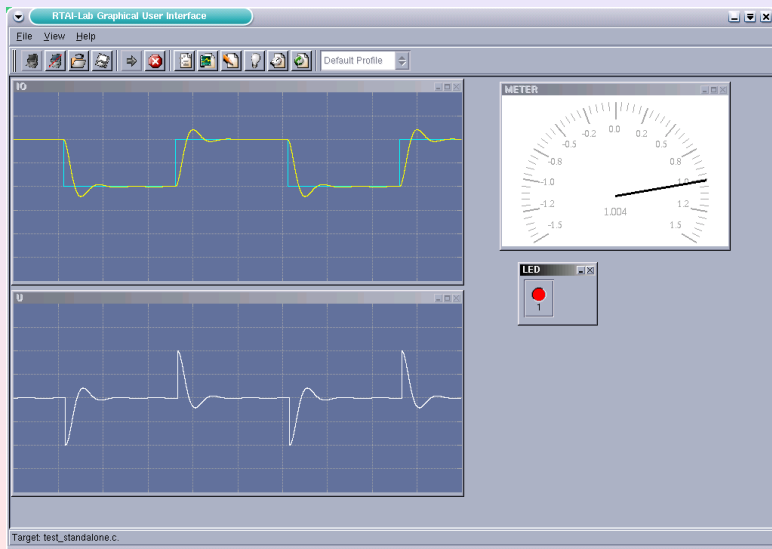 RTAI-Lab Graphical User Interface
File View Help
Default Profile
IO
METER
0.0
-0.2 0.2
-0.5 0.5
-0.8 0.8
-1.0 1.0
-1.2 1.2
1.004
-1.5 1.5
LED
1
U
Target: test_standalone.c.